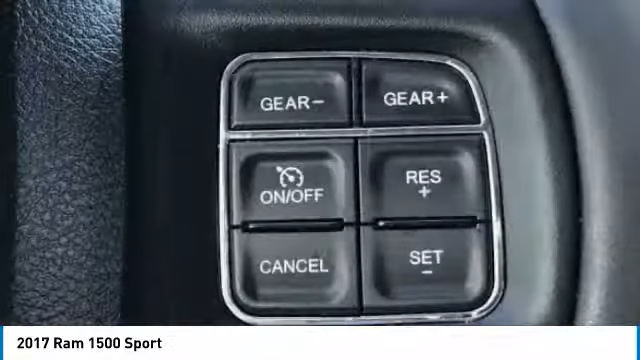 GEAR–
GEAR+
ON/OFF
RES
+
CANCEL
SET
–
2017 Ram 1500 Sport